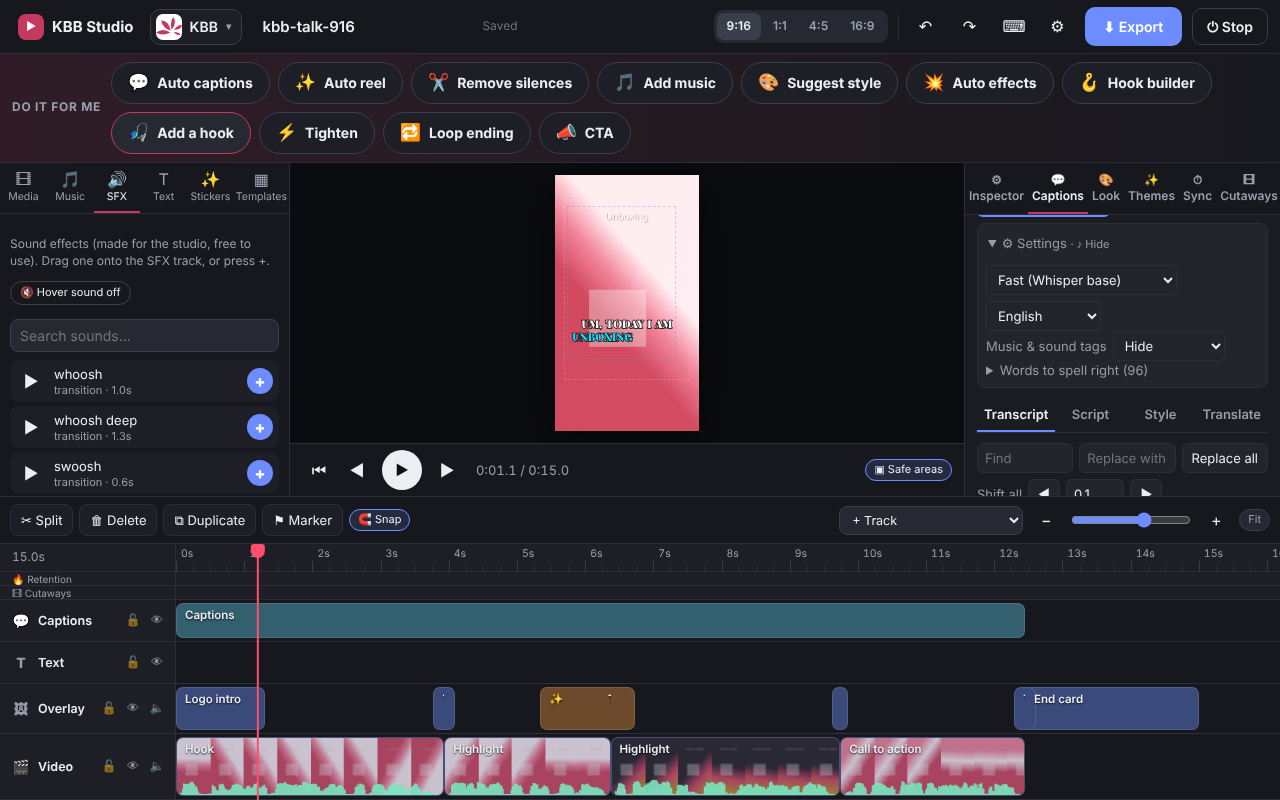 KBB Studio
KBB
kbb-talk-916
Saved
9:16 1:1 4:5 16:9
Export
Stop
DO IT FOR ME
Auto captions
Auto reel
Remove silences
Add music
Suggest style
Auto effects
Hook builder
Add a hook
Tighten
Loop ending
CTA
Media
Music
SFX
Text
Stickers
Templates
Sound effects (made for the studio, free to
use). Drag one onto the SFX track, or press +.
Hover sound off
Search sounds...
whoosh
transition · 1.0s
whoosh deep
transition · 1.3s
swoosh
transition · 0.6s
Unboxing
UM, TODAY I AM
UNBOXING
0:01.1 / 0:15.0
Safe areas
Inspector
Captions
Look
Themes
Sync
Cutaways
Settings · ♪ Hide
Fast (Whisper base)
English
Music & sound tags
Hide
Words to spell right (96)
Transcript
Script
Style
Translate
Find
Replace with
Replace all
Shift all
0.1
Split
Delete
Duplicate
Marker
Snap
+ Track
Fit
15.0s
0s 2s 3s 4s 5s 6s 7s 8s 9s 10s 11s 12s 13s 14s 15s
Retention
Cutaways
Captions
Captions
Text
Overlay
Logo intro
End card
Video
Hook
Highlight
Highlight
Call to action